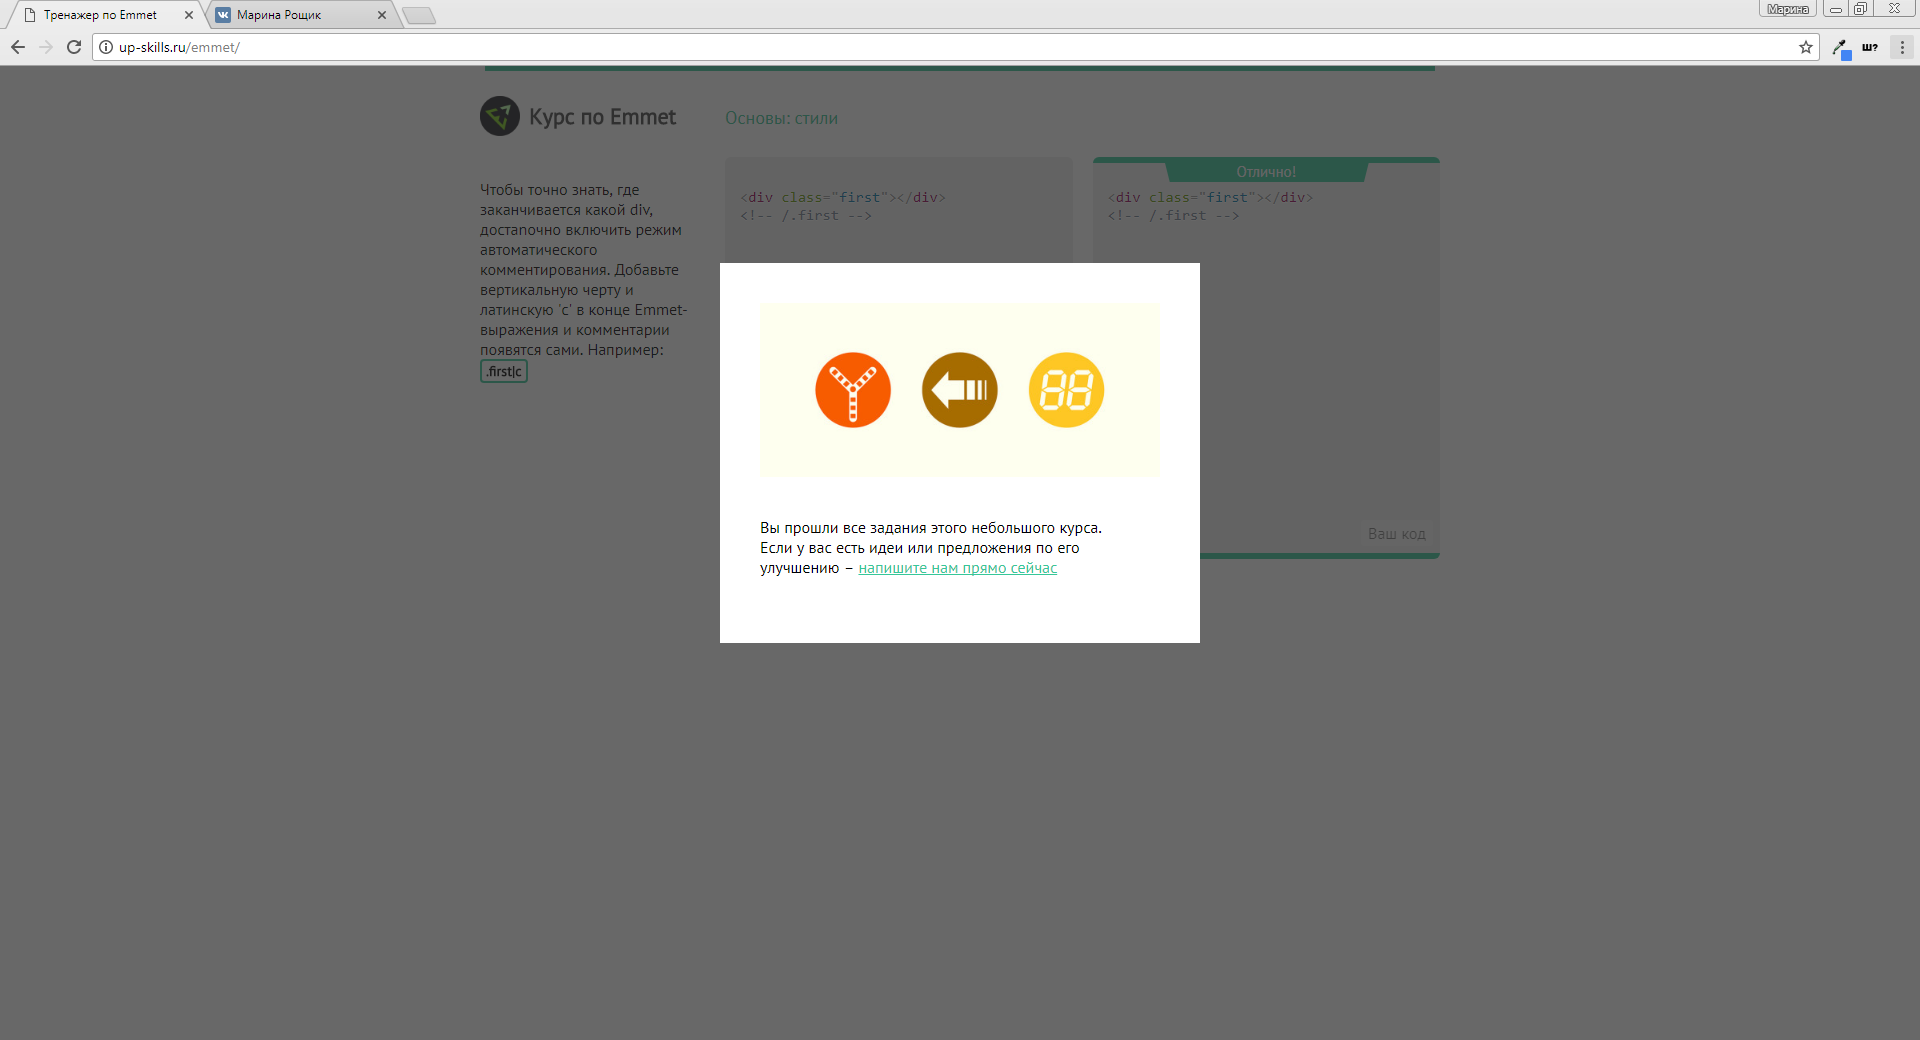 Тренажер по Emmet
Марина Рощик
Марина
up-skills.ru/emmet/
ш?
Курс по Emmet
Основы: стили
Чтобы точно знать, где
заканчивается какой div,
достаnочно включить режим
автоматического
комментирования. Добавьте
вертикальную черту и
латинскую 'c' в конце Emmet-
выражения и комментарии
появятся сами. Например:
.first|c
<div class="first"></div>
<!-- /.first -->
Отлично!
<div class="first"></div>
<!-- /.first -->
Ваш код
88
Вы прошли все задания этого небольшого курса.
Если у вас есть идеи или предложения по его
улучшению – напишите нам прямо сейчас